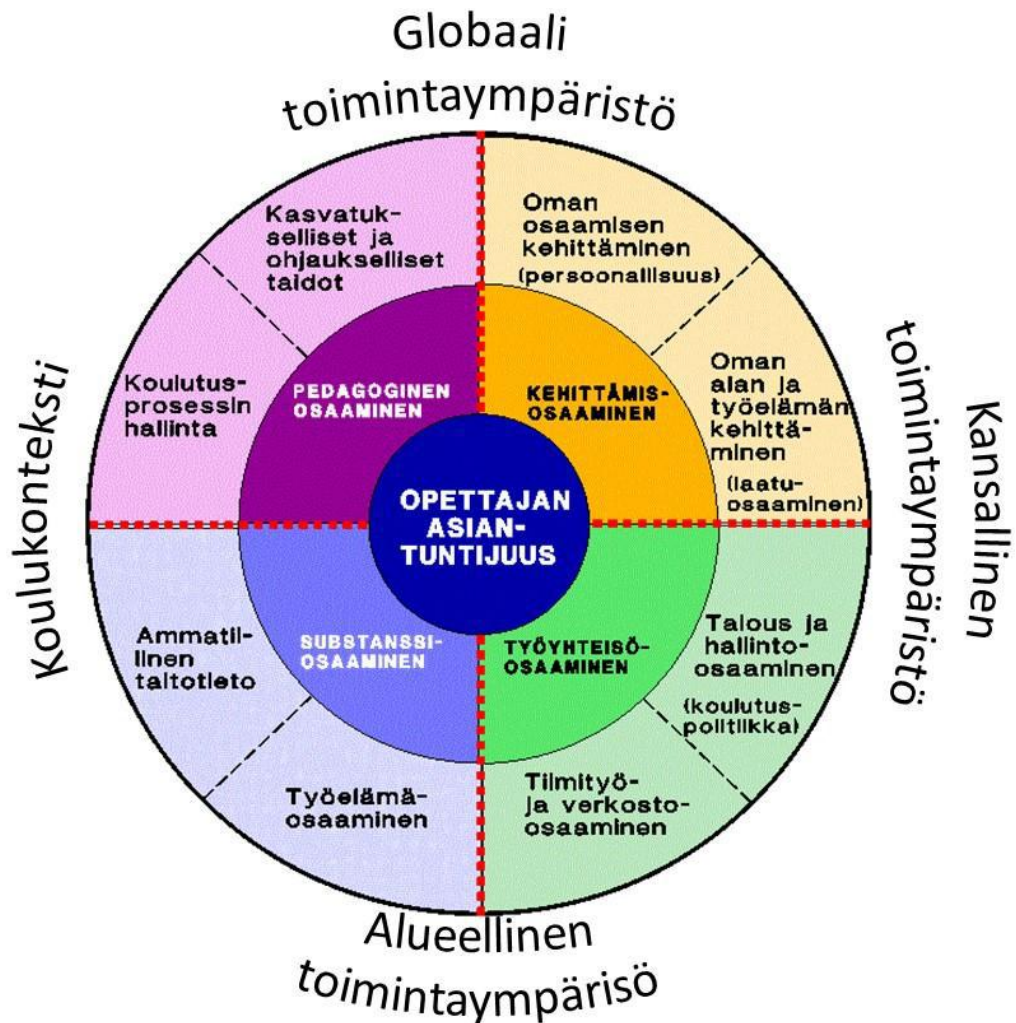 Globaali
toimintaympäristö
Kasvatuk-
selliset ja
ohjaukselliset
taidot
Oman
osaamisen
kehittäminen
(persoonallisuus)
Koulutus-
prosessin
hallinta
PEDAGOGINEN
OSAAMINEN
KEHITTÄMIS-
OSAAMINEN
Oman
alan ja
työelämän
kehittä-
minen
(laatu-
osaaminen)
Koulukonteksti
OPETTAJAN
ASIAN-
TUNTIJUUS
Kansallinen
toimintaympäristö
Ammatil-
linen
taitotieto
SUBSTANSSI-
OSAAMINEN
TYÖYHTEISÖ-
OSAAMINEN
Talous ja
hallinto-
osaaminen
(koulutus-
politiikka)
Työelämä-
osaaminen
Tiimityö-
ja verkosto-
osaaminen
Alueellinen
toimintaympärisö